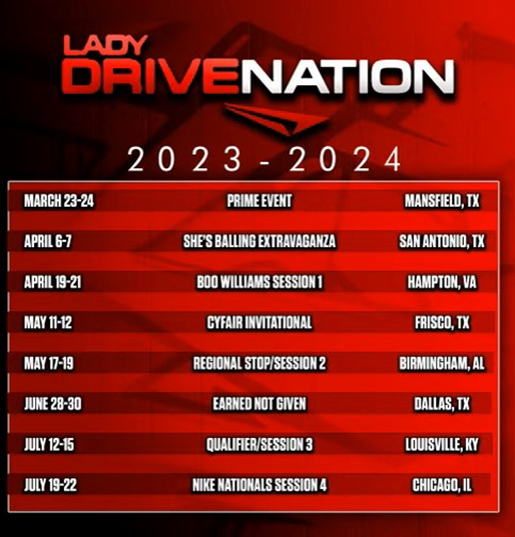 LADY
DRIVENATION
2023-2024
MARCH 23-24 PRIME EVENT MANSFIELD, TX
APRIL 6-7 SHE'S BALLING EXTRAVAGANZA SAN ANTONIO, TX
APRIL 19-21 BOO WILLIAMS SESSION 1 HAMPTON, VA
MAY 11-12 CYFAIR INVITATIONAL FRISCO, TX
MAY 17-19 REGIONAL STOP/SESSION 2 BIRMINGHAM, AL
JUNE 28-30 EARNED NOT GIVEN DALLAS, TX
JULY 12-15 QUALIFIER/SESSION 3 LOUISVILLE, KY
JULY 19-22 NIKE NATIONALS SESSION 4 CHICAGO, IL